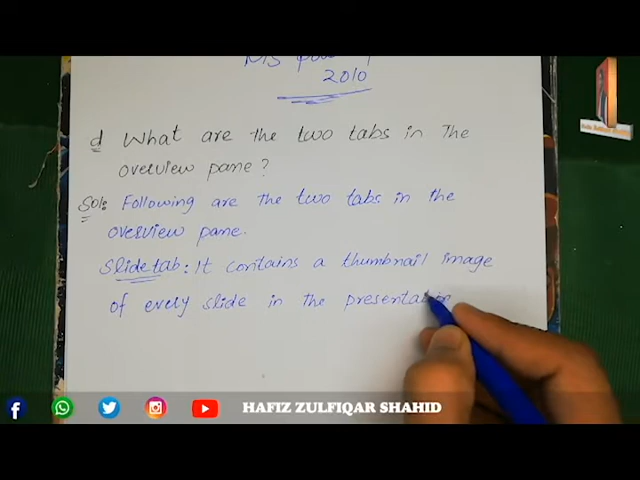 MS
2010
d What are the two tabs in The
overview pane?
Sol: Following are the two tabs in the
overview pane.
Slide tab: It contains a thumbnail image
of every slide in the presentation
HAFIZ ZULFIQAR SHAHID